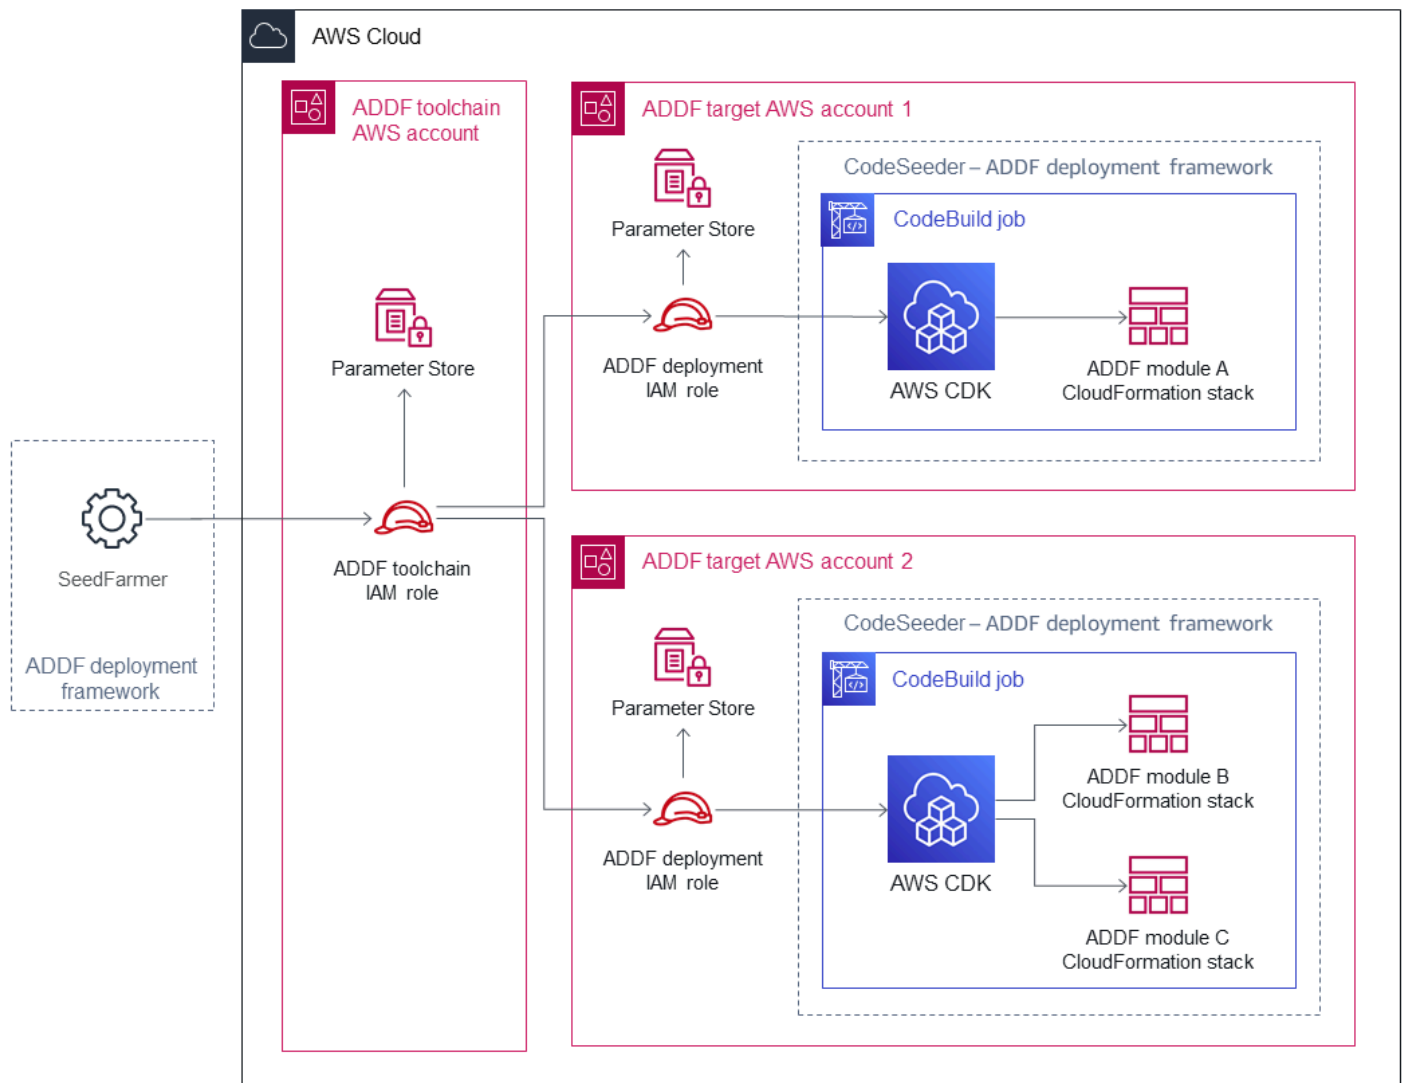 AWS Cloud
ADDF toolchain
AWS account
Parameter Store
ADDF toolchain
IAM role
SeedFarmer
ADDF deployment
framework
ADDF target AWS account 1
Parameter Store
ADDF deployment
IAM role
CodeSeeder – ADDF deployment framework
CodeBuild job
AWS CDK
ADDF module A
CloudFormation stack
ADDF target AWS account 2
Parameter Store
ADDF deployment
IAM role
CodeSeeder – ADDF deployment framework
CodeBuild job
AWS CDK
ADDF module B
CloudFormation stack
ADDF module C
CloudFormation stack